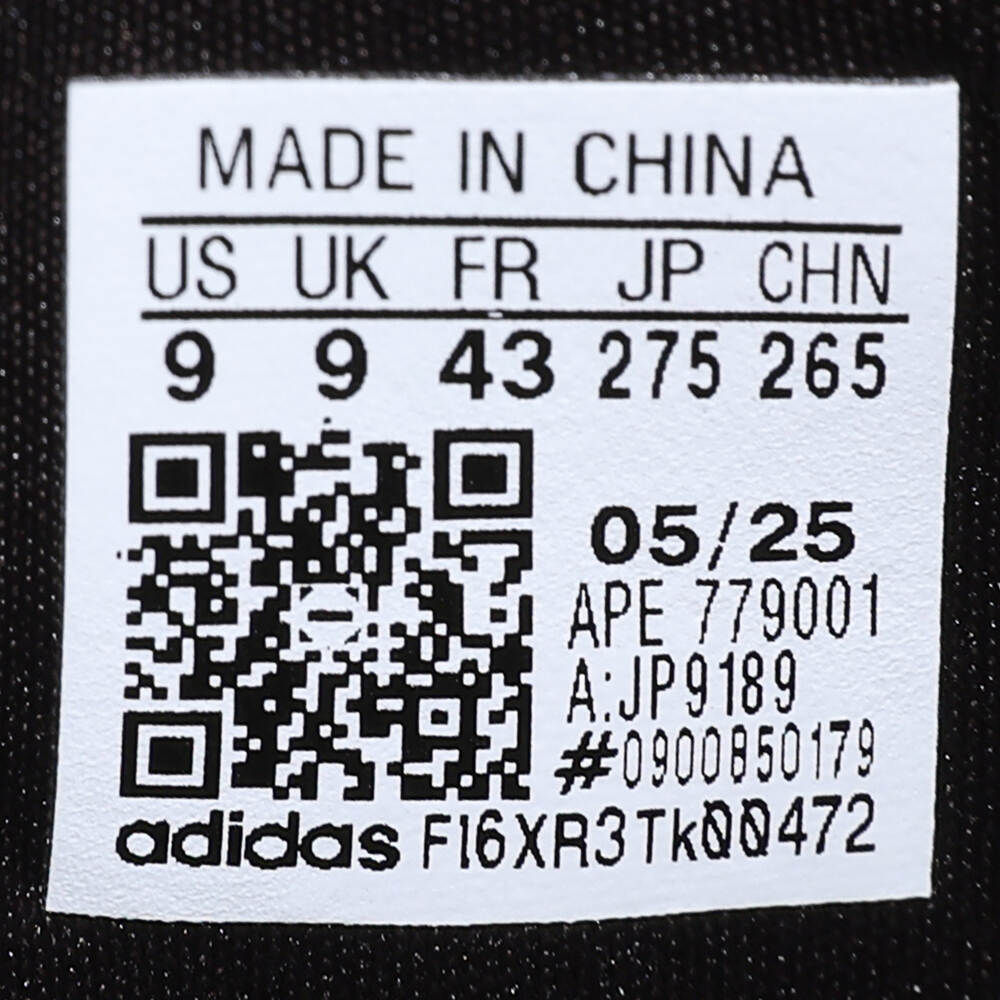 MADE IN CHINA
US UK FR JP CHN
9 9 43 275 265
05/25
APE 779001
A:JP9189
#0900850179
adidas Fl6XR3Tk00472